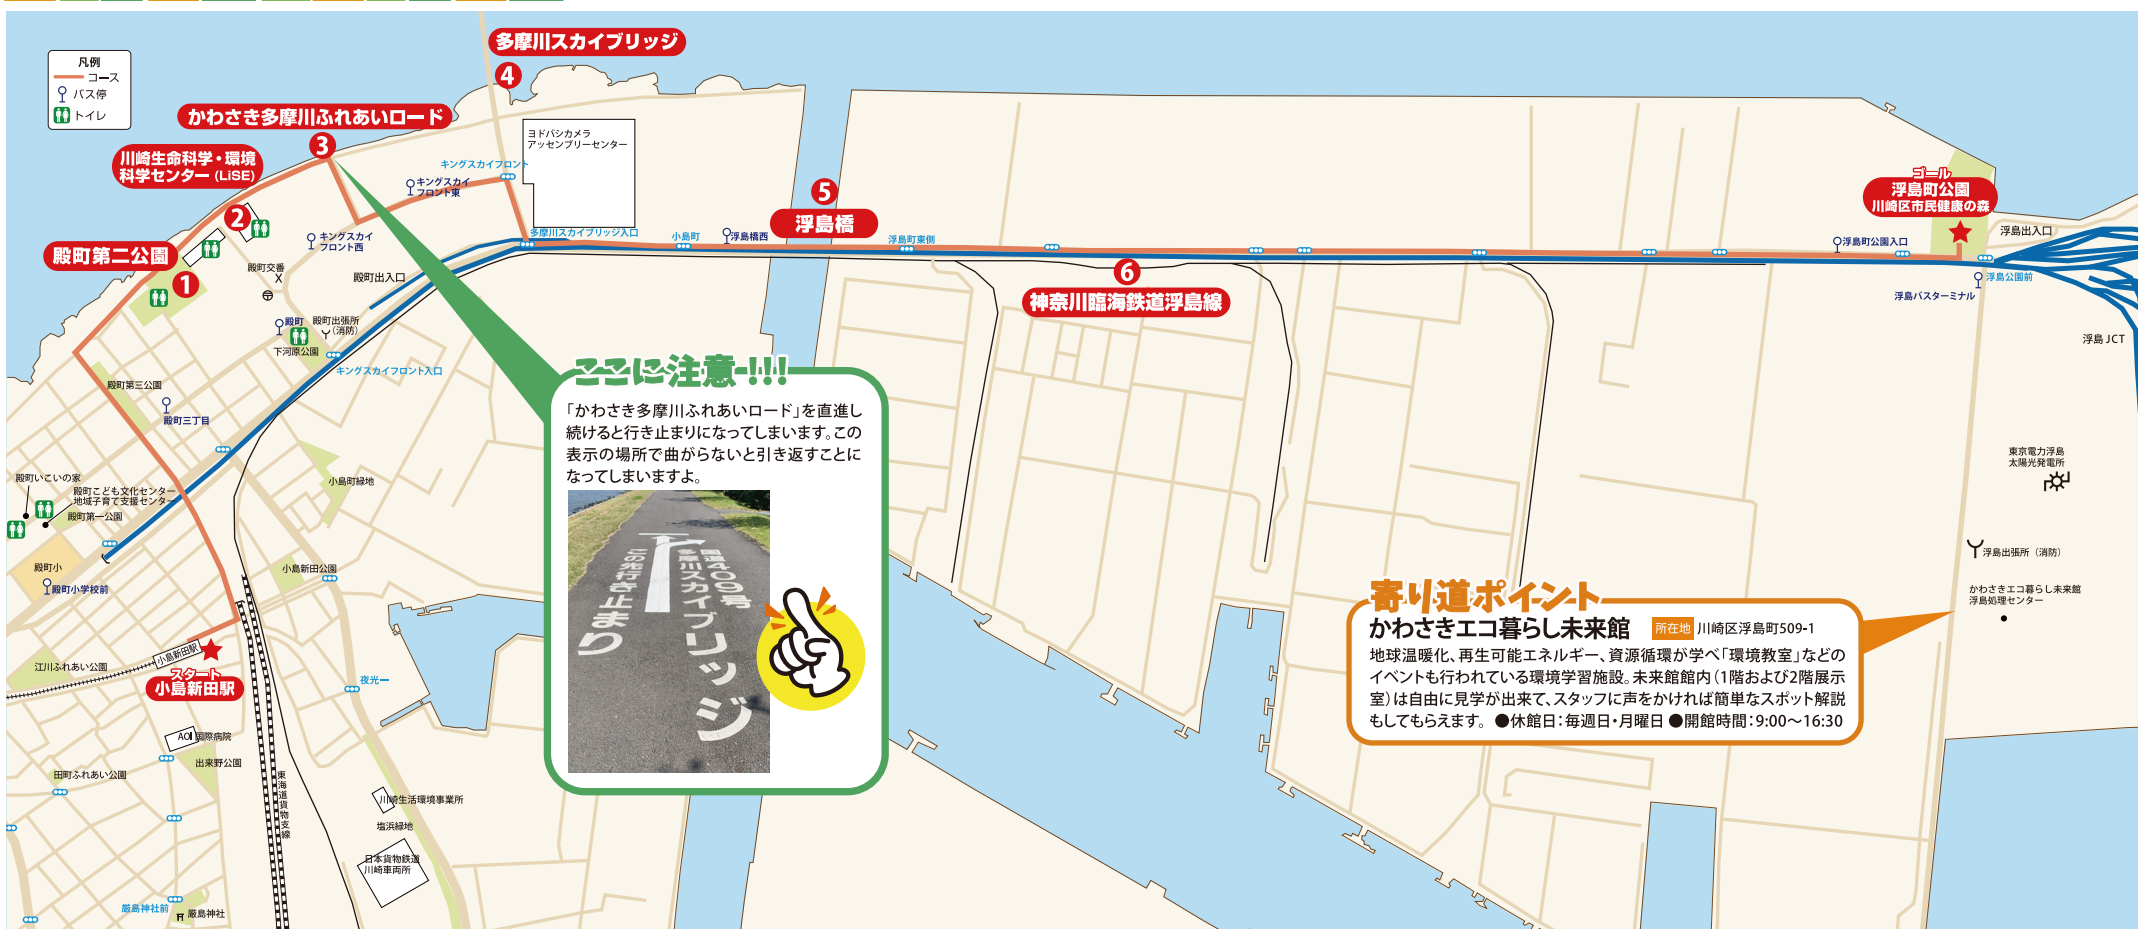 凡例
コース
バス停
トイレ
多摩川スカイブリッジ
4
かわさき多摩川ふれあいロード
3
川崎生命科学・環境
科学センター (LiSE)
2
殿町第二公園
1
ヨドバシカメラ
アッセンブリーセンター
キングスカイフロント
キングスカイ
フロント東
キングスカイ
フロント西
殿町交番
殿町出入口
多摩川スカイブリッジ入口
小島町
浮島橋西
5
浮島橋
浮島町東側
6
神奈川臨海鉄道浮島線
ゴール
浮島町公園
川崎区市民健康の森
浮島町公園入口
浮島出入口
浮島公園前
浮島バスターミナル
浮島 JCT
殿町
殿町出張所
(消防)
下河原公園
キングスカイフロント入口
殿町第三公園
殿町三丁目
小島町緑地
殿町いこいの家
殿町こども文化センター
地域子育て支援センター
殿町第一公園
殿町小
殿町小学校前
小島新田公園
小島新田駅
スタート
小島新田駅
江川ふれあい公園
夜光一
AOI 国際病院
出来野公園
田町ふれあい公園
東海道貨物支線
川崎生活環境事業所
塩浜緑地
日本貨物鉄道
川崎車両所
厳島神社前
厳島神社
ここに注意!!!
「かわさき多摩川ふれあいロード」を直進し
続けると行き止まりになってしまいます。この
表示の場所で曲がらないと引き返すことに
なってしまいますよ。
国道409号
多摩川スカイブリッジ
この先行き止まり
東京電力浮島
太陽光発電所
浮島出張所（消防）
かわさきエコ暮らし未来館
浮島処理センター
寄り道ポイント
かわさきエコ暮らし未来館 所在地 川崎区浮島町509-1
地球温暖化、再生可能エネルギー、資源循環が学べ「環境教室」などの
イベントも行われている環境学習施設。未来館館内（1階および2階展示
室）は自由に見学が出来て、スタッフに声をかければ簡単なスポット解説
もしてもらえます。 ●休館日：毎週日・月曜日 ●開館時間：9:00〜16:30